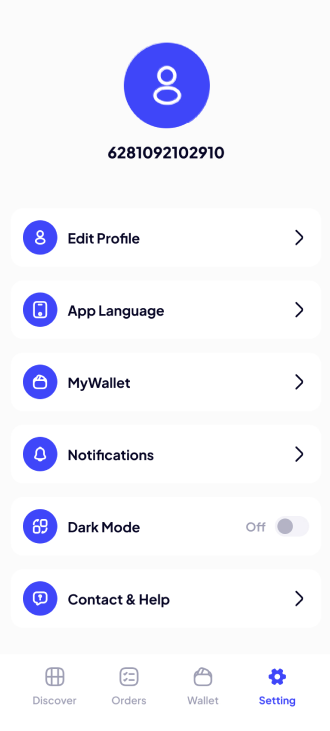 6281092102910
Edit Profile
App Language
MyWallet
Notifications
Dark Mode
Off
Contact & Help
Discover
Orders
Wallet
Setting